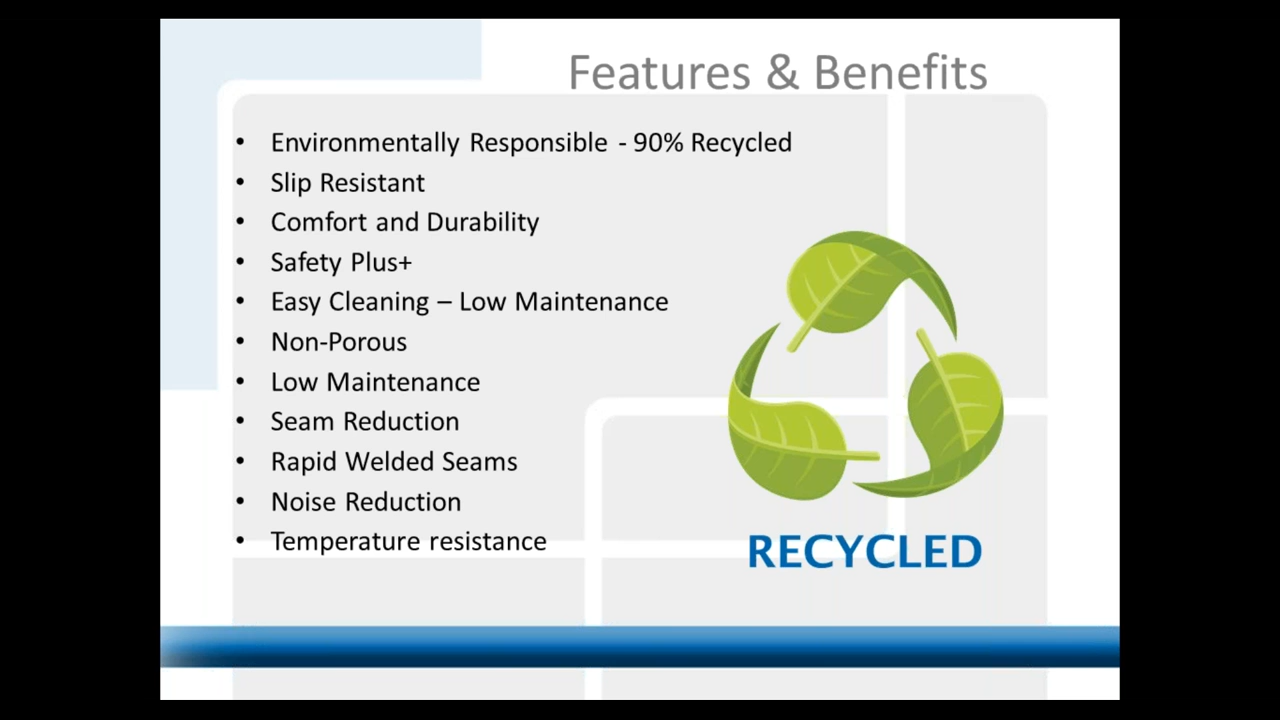 Features & Benefits
• Environmentally Responsible - 90% Recycled
• Slip Resistant
• Comfort and Durability
• Safety Plus+
• Easy Cleaning – Low Maintenance
• Non-Porous
• Low Maintenance
• Seam Reduction
• Rapid Welded Seams
• Noise Reduction
• Temperature resistance
RECYCLED